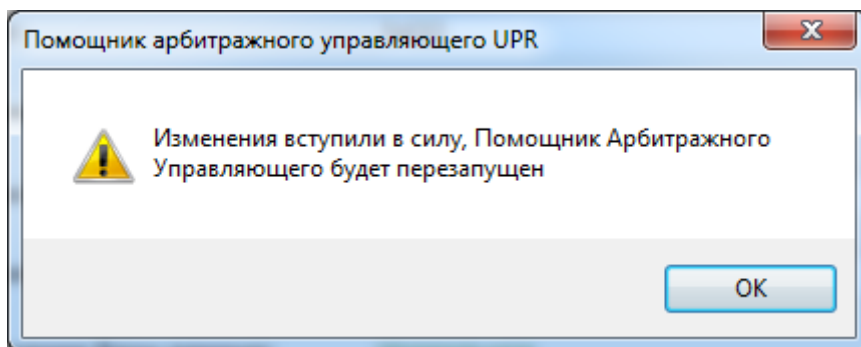 Помощник арбитражного управляющего UPR
Изменения вступили в силу, Помощник Арбитражного
Управляющего будет перезапущен
OK